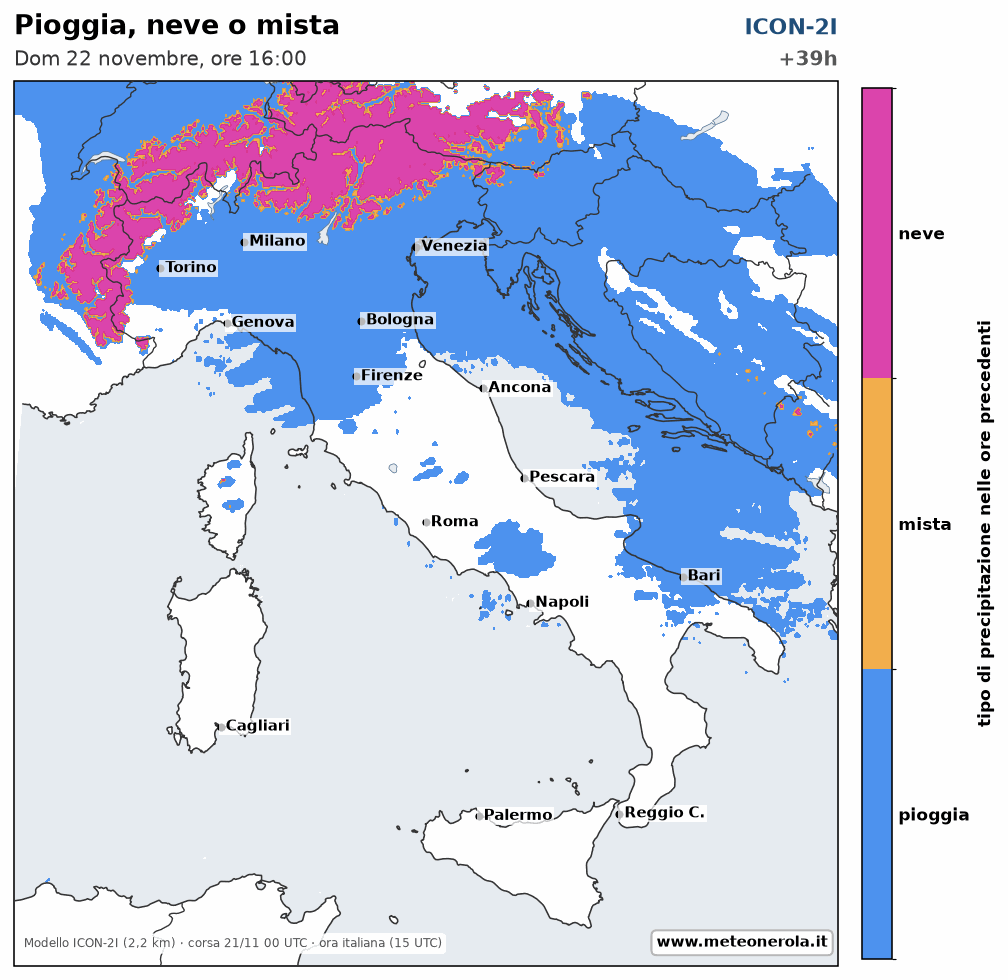 Pioggia, neve o mista
ICON-2I
Dom 22 novembre, ore 16:00
+39h
neve
mista
pioggia
tipo di precipitazione nelle ore precedenti
Milano
Venezia
Torino
Genova
Bologna
Firenze
Ancona
Pescara
Roma
Bari
Napoli
Cagliari
Palermo
Reggio C.
Modello ICON-2I (2,2 km) · corsa 21/11 00 UTC · ora italiana (15 UTC)
www.meteonerola.it